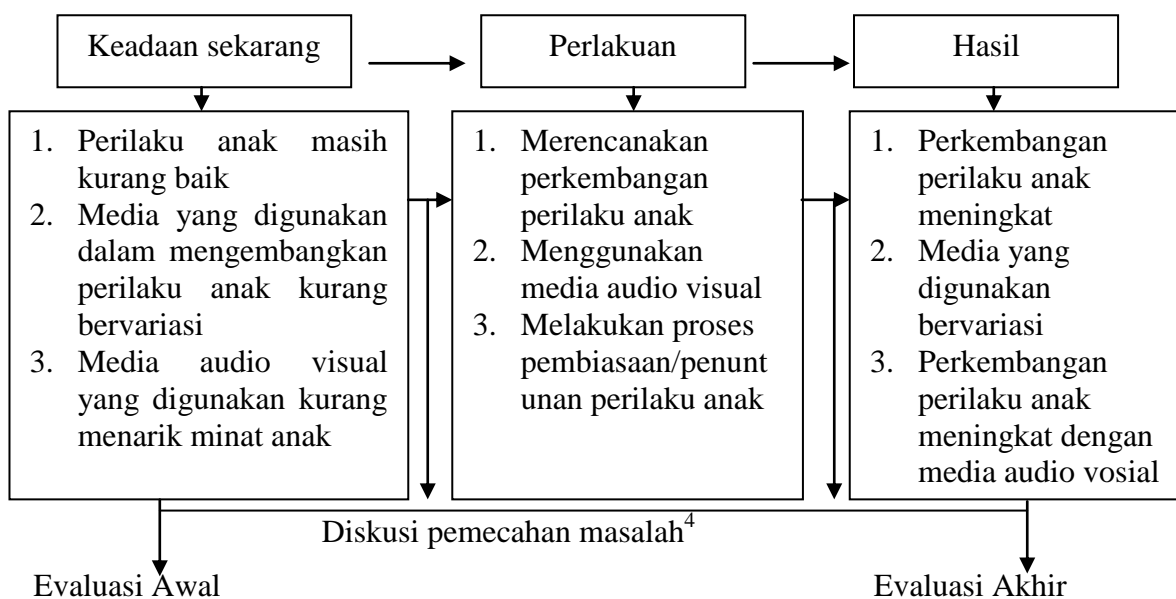 Keadaan sekarang
Perlakuan
Hasil
1. Perilaku anak masih
kurang baik
2. Media yang digunakan
dalam mengembangkan
perilaku anak kurang
bervariasi
3. Media audio visual
yang digunakan kurang
menarik minat anak
1. Merencanakan
perkembangan
perilaku anak
2. Menggunakan
media audio visual
3. Melakukan proses
pembiasaan/penunt
unan perilaku anak
1. Perkembangan
perilaku anak
meningkat
2. Media yang
digunakan
bervariasi
3. Perkembangan
perilaku anak
meningkat dengan
media audio vosial
Diskusi pemecahan masalah⁴
Evaluasi Awal
Evaluasi Akhir